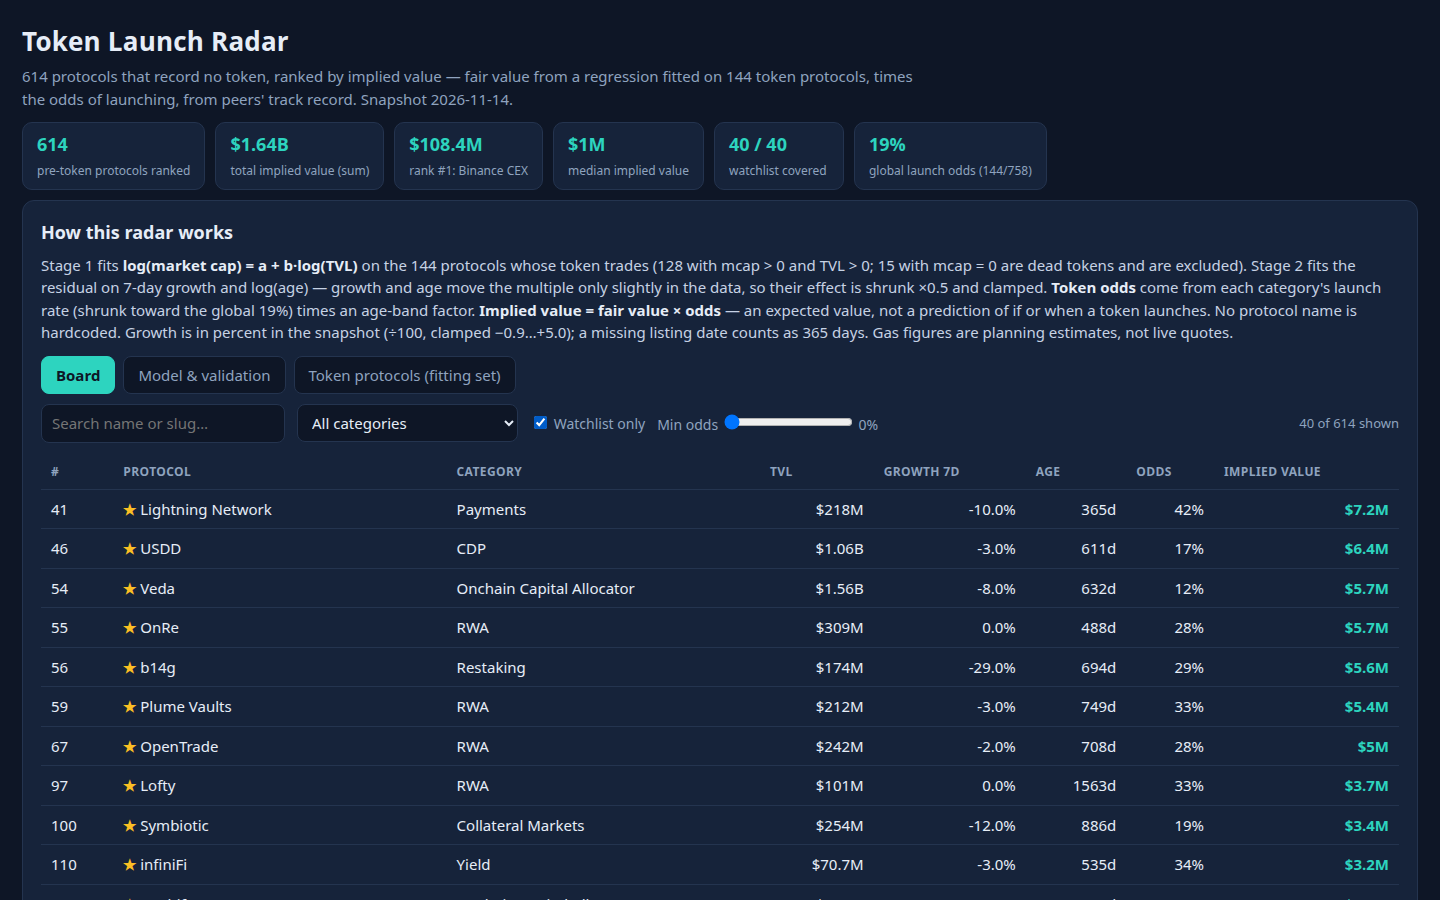 Token Launch Radar
614 protocols that record no token, ranked by implied value — fair value from a regression fitted on 144 token protocols, times
the odds of launching, from peers' track record. Snapshot 2026-11-14.
614
pre-token protocols ranked
$1.64B
total implied value (sum)
$108.4M
rank #1: Binance CEX
$1M
median implied value
40 / 40
watchlist covered
19%
global launch odds (144/758)
How this radar works
Stage 1 fits log(market cap) = a + b·log(TVL) on the 144 protocols whose token trades (128 with mcap > 0 and TVL > 0; 15 with mcap = 0 are dead tokens and are excluded). Stage 2 fits the
residual on 7-day growth and log(age) — growth and age move the multiple only slightly in the data, so their effect is shrunk ×0.5 and clamped. Token odds come from each category's launch
rate (shrunk toward the global 19%) times an age-band factor. Implied value = fair value × odds — an expected value, not a prediction of if or when a token launches. No protocol name is
hardcoded. Growth is in percent in the snapshot (÷100, clamped −0.9…+5.0); a missing listing date counts as 365 days. Gas figures are planning estimates, not live quotes.
Board Model & validation Token protocols (fitting set)
Search name or slug... All categories Watchlist only Min odds 0% 40 of 614 shown
# PROTOCOL CATEGORY TVL GROWTH 7D AGE ODDS IMPLIED VALUE
41 ★ Lightning Network Payments $218M -10.0% 365d 42% $7.2M
46 ★ USDD CDP $1.06B -3.0% 611d 17% $6.4M
54 ★ Veda Onchain Capital Allocator $1.56B -8.0% 632d 12% $5.7M
55 ★ OnRe RWA $309M 0.0% 488d 28% $5.7M
56 ★ b14g Restaking $174M -29.0% 694d 29% $5.6M
59 ★ Plume Vaults RWA $212M -3.0% 749d 33% $5.4M
67 ★ OpenTrade RWA $242M -2.0% 708d 28% $5M
97 ★ Lofty RWA $101M 0.0% 1563d 33% $3.7M
100 ★ Symbiotic Collateral Markets $254M -12.0% 886d 19% $3.4M
110 ★ infiniFi Yield $70.7M -3.0% 535d 34% $3.2M